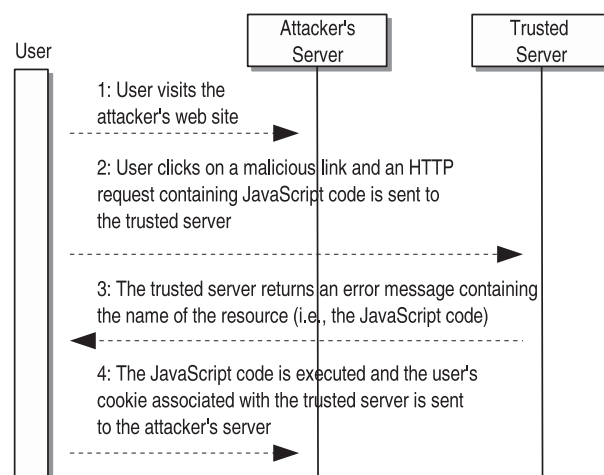 User
Attacker's
Server
Trusted
Server
1: User visits the
attacker's web site
2: User clicks on a malicious link and an HTTP
request containing JavaScript code is sent to
the trusted server
3: The trusted server returns an error message containing
the name of the resource (i.e., the JavaScript code)
4: The JavaScript code is executed and the user's
cookie associated with the trusted server is sent
to the attacker's server